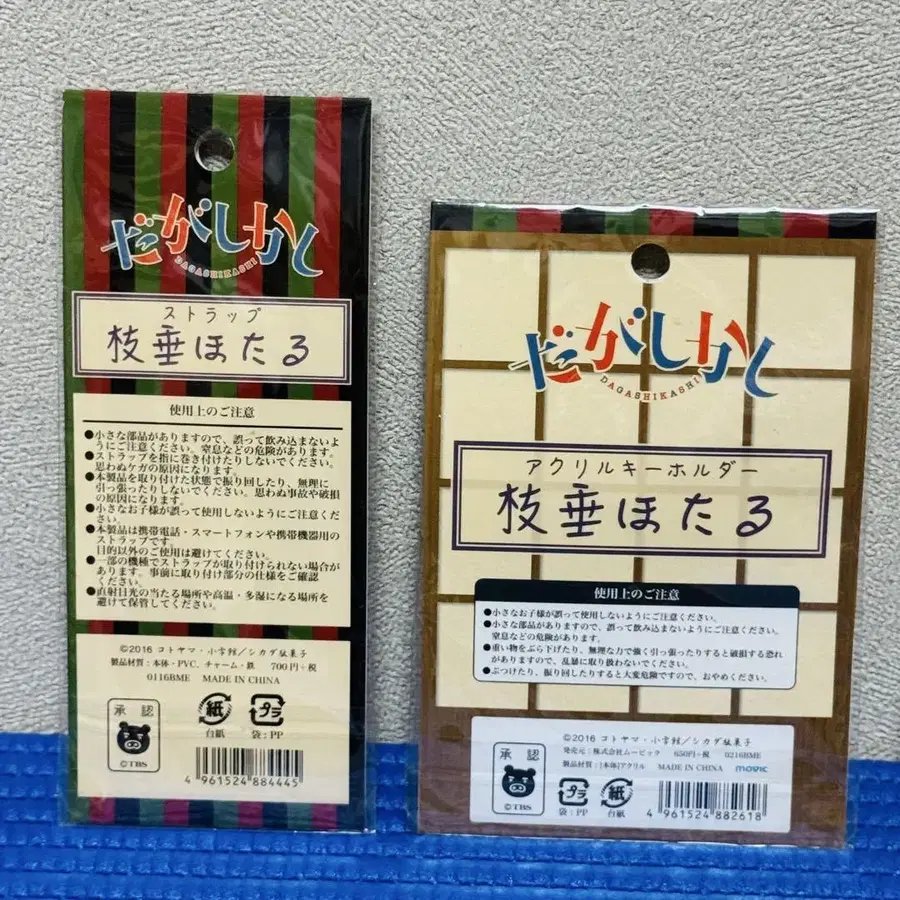 だがしかし
DAGASHIKASHI
ストラップ
枝垂ほたる
使用上のご注意
●小さな部品がありますので、誤って飲み込まないよ
うにご注意ください。窒息などの危険があります。
●ストラップを指に巻き付けたりしないでください。
思わぬケガの原因になります。
●本製品を取り付けた状態で振り回したり、無理に
引っ張ったりしないでください。思わぬ事故や破損
の原因になります。
●小さなお子様が誤って使用しないようにご注意くだ
さい。
●本製品は携帯電話・スマートフォンや携帯機器用の
ストラップです。
目的以外のご使用は避けてください。
●一部の機種でストラップが取り付けられない場合が
あります。事前に取り付け部分の仕様をご確認
ください。
●直射日光の当たる場所や高温・多湿になる場所を
避けて保管してください。
©2016 コトヤマ・小学館/シカダ駄菓子
製品材質:本体・PVC、チャーム・鉄 700円+税
0116BME MADE IN CHINA
承認
©TBS
紙
台紙
プラ
袋:PP
4 961524 884445
だがしかし
DAGASHIKASHI
アクリルキーホルダー
枝垂ほたる
使用上のご注意
●小さなお子様が誤って使用しないようにご注意ください。
●小さな部品がありますので、誤って飲み込まないようにご注意ください。
窒息などの危険があります。
●重い物をぶら下げたり、無理な力で強く引っ張ったりすると破損する恐れ
がありますので、乱暴に取り扱わないでください。
●ぶつけたり、振り回したりすると大変危険ですので、おやめください。
©2016 コトヤマ・小学館/シカダ駄菓子
発売元:株式会社ムービック 650円+税 0216BME
製品材質:[本体]アクリル MADE IN CHINA movic
承認
©TBS
プラ
袋:PP
紙
台紙
4 961524 882618